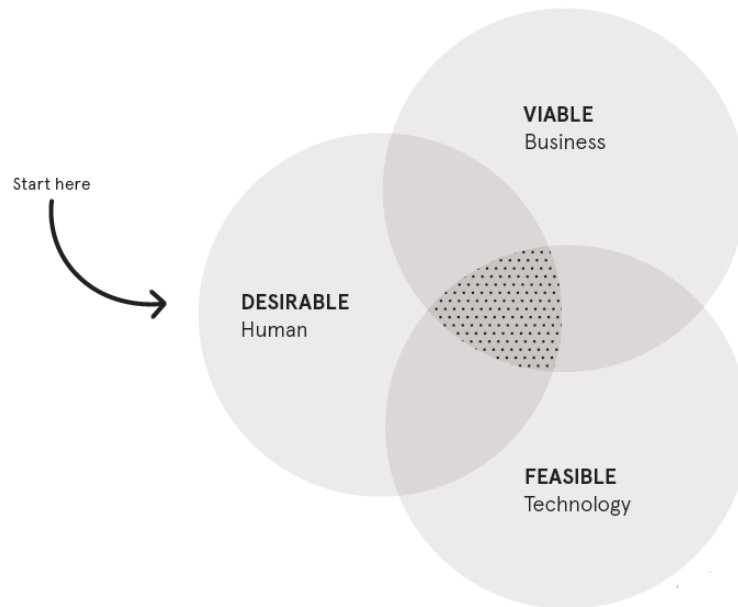 VIABLE
Business
Start here
DESIRABLE
Human
FEASIBLE
Technology